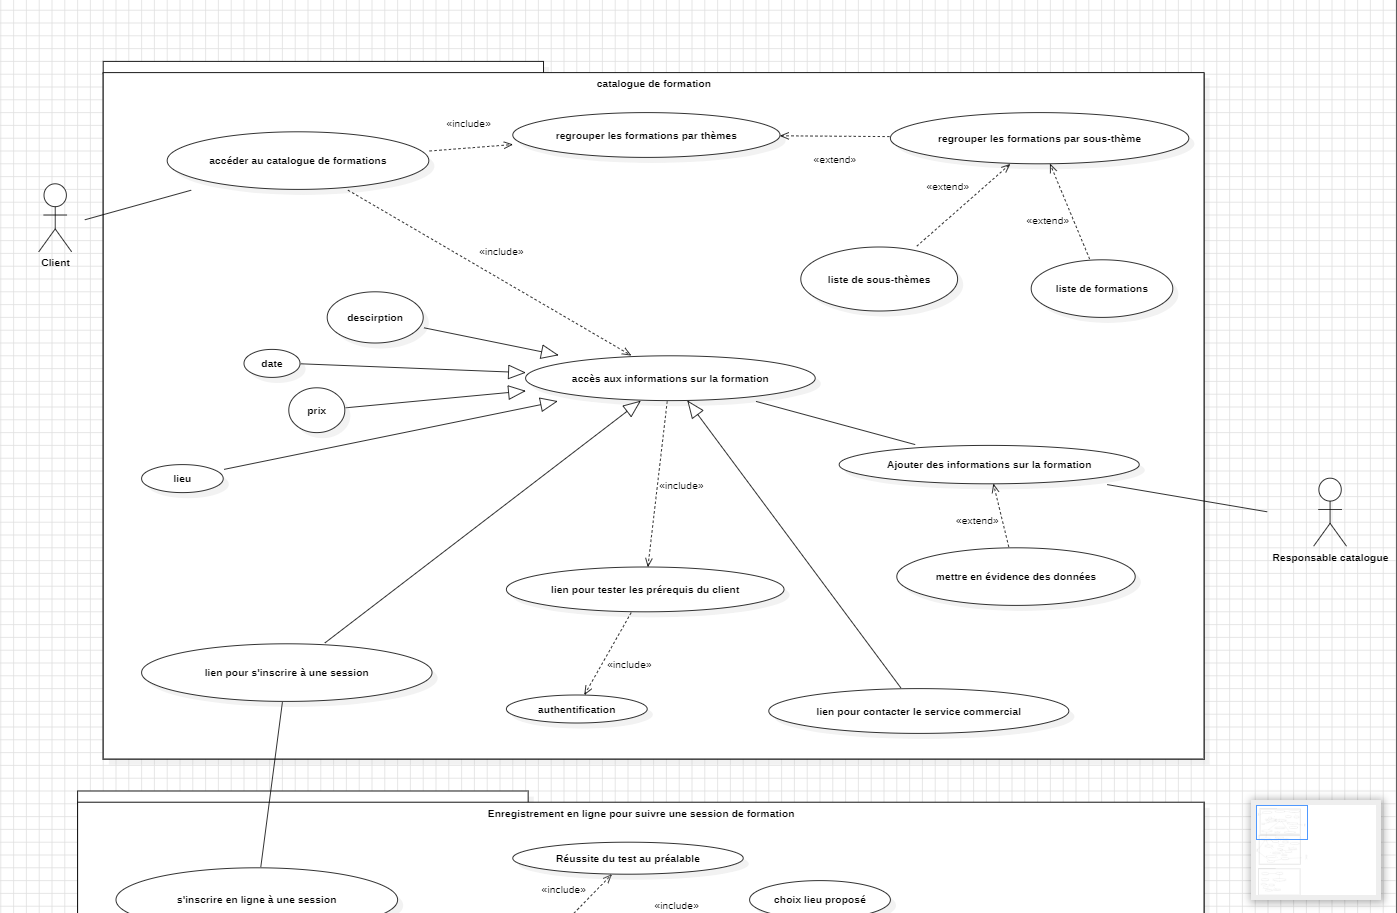 catalogue de formation
«include»
regrouper les formations par thèmes
regrouper les formations par sous-thème
accéder au catalogue de formations
«extend»
«extend»
«extend»
Client
«include»
liste de sous-thèmes
liste de formations
descirption
date
accès aux informations sur la formation
prix
Ajouter des informations sur la formation
lieu
«include»
«extend»
Responsable catalogue
mettre en évidence des données
lien pour tester les prérequis du client
«include»
lien pour s'inscrire à une session
authentification
lien pour contacter le service commercial
Enregistrement en ligne pour suivre une session de formation
Réussite du test au préalable
«include»
s'inscrire en ligne à une session
choix lieu proposé
«include»